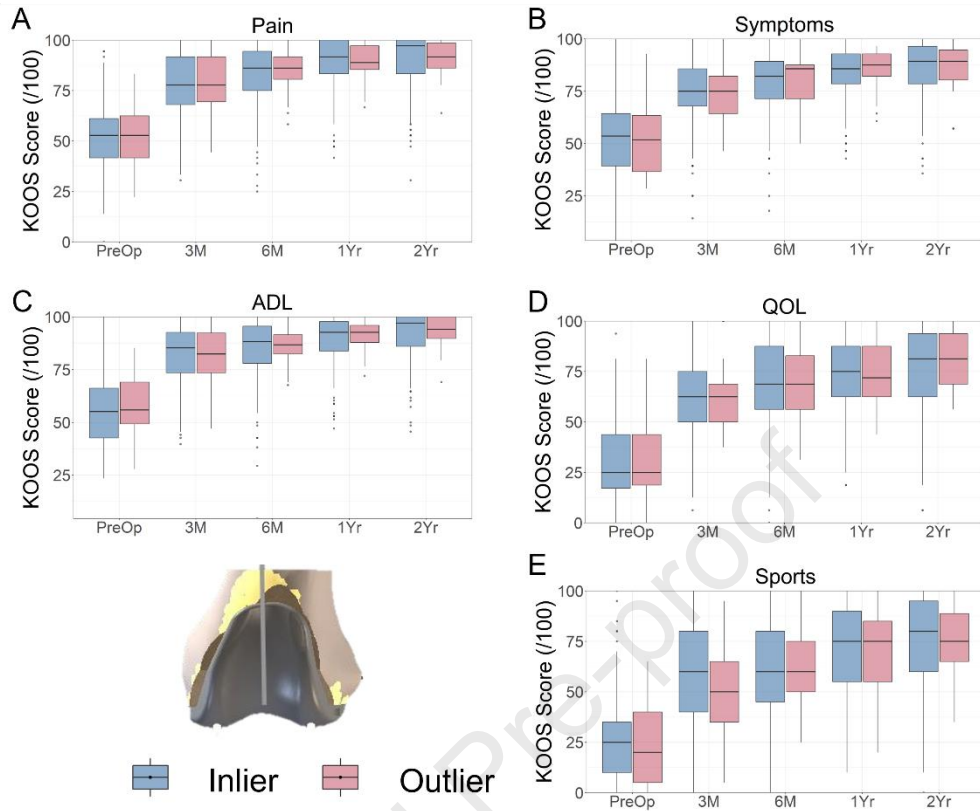 A
Pain
KOOS Score (/100)
100
75
50
25
0
PreOp 3M 6M 1Yr 2Yr
B
Symptoms
KOOS Score (/100)
100
75
50
25
PreOp 3M 6M 1Yr 2Yr
C
ADL
KOOS Score (/100)
100
75
50
25
PreOp 3M 6M 1Yr 2Yr
D
QOL
KOOS Score (/100)
100
75
50
25
0
PreOp 3M 6M 1Yr 2Yr
E
Sports
KOOS Score (/100)
100
75
50
25
0
PreOp 3M 6M 1Yr 2Yr
Inlier Outlier
Pre-proof